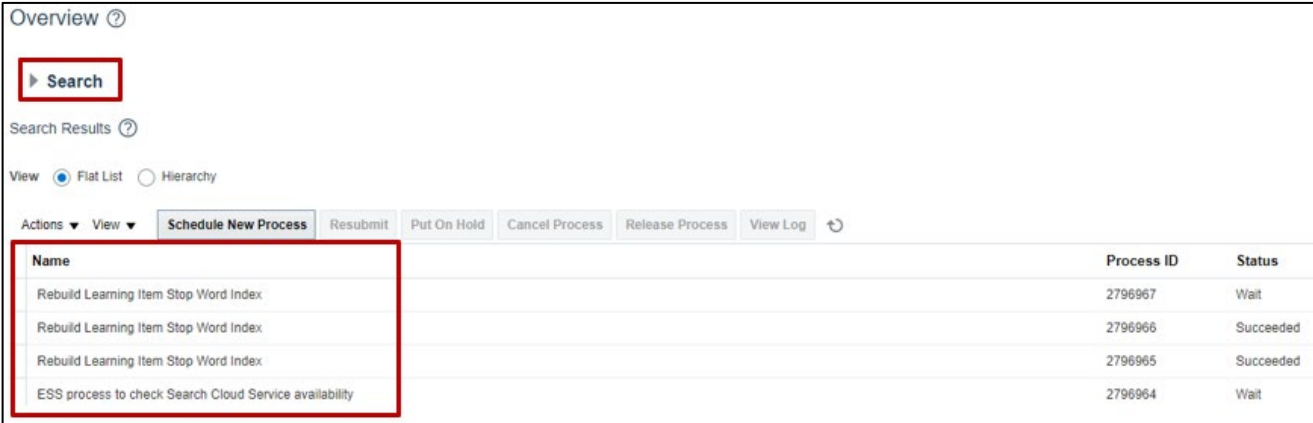 Overview
Search
Search Results
View Flat List Hierarchy
Actions View Schedule New Process Resubmit Put On Hold Cancel Process Release Process View Log
Name Process ID Status
Rebuild Learning Item Stop Word Index 2796967 Wait
Rebuild Learning Item Stop Word Index 2796966 Succeeded
Rebuild Learning Item Stop Word Index 2796965 Succeeded
ESS process to check Search Cloud Service availability 2796964 Wait